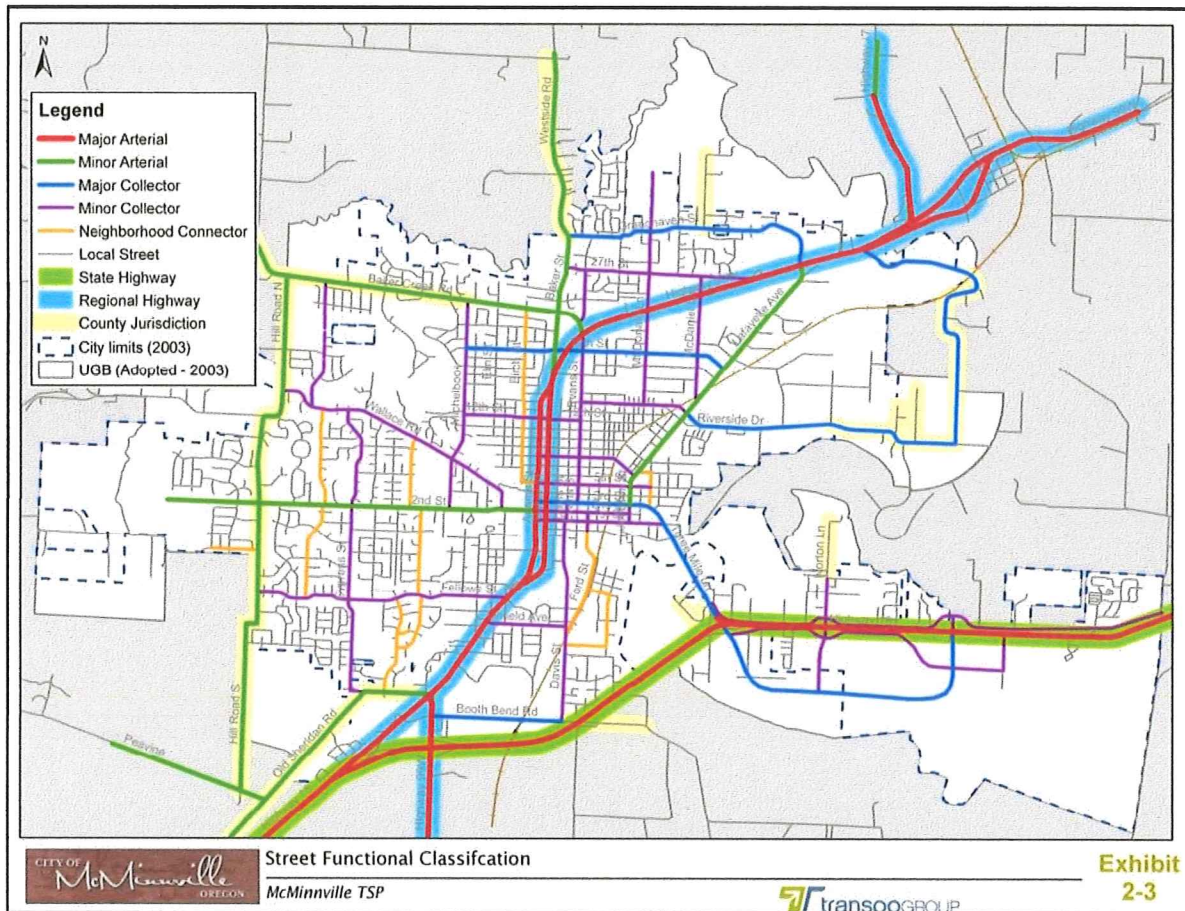 N
Legend
Major Arterial
Minor Arterial
Major Collector
Minor Collector
Neighborhood Connector
Local Street
State Highway
Regional Highway
County Jurisdiction
City limits (2003)
UGB (Adopted - 2003)
Westside Rd
27th St
Baker St
Baker Creek Rd
Hill Road N
Lafayette Ave
Wallace Rd
Riverside Dr
2nd St
Fellows St
Ford St
Norton Ln
Davis St
Booth Bend Rd
Hill Road S
Old Sheridan Rd
Peavine
CITY OF
McMinnville
OREGON
Street Functional Classifcation
McMinnville TSP
transpoGROUP
Exhibit
2-3